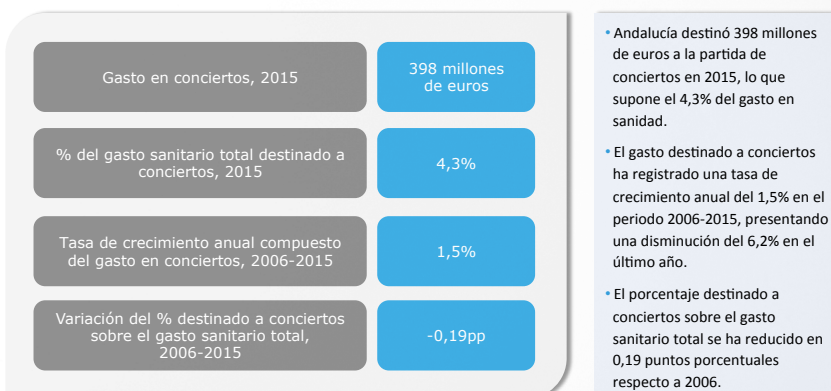 Gasto en conciertos, 2015
398 millones
de euros
% del gasto sanitario total destinado a
conciertos, 2015
4,3%
Tasa de crecimiento anual compuesto
del gasto en conciertos, 2006-2015
1,5%
Variación del % destinado a conciertos
sobre el gasto sanitario total,
2006-2015
-0,19pp
• Andalucía destinó 398 millones
de euros a la partida de
conciertos en 2015, lo que
supone el 4,3% del gasto en
sanidad.
• El gasto destinado a conciertos
ha registrado una tasa de
crecimiento anual del 1,5% en el
periodo 2006-2015, presentando
una disminución del 6,2% en el
último año.
• El porcentaje destinado a
conciertos sobre el gasto
sanitario total se ha reducido en
0,19 puntos porcentuales
respecto a 2006.